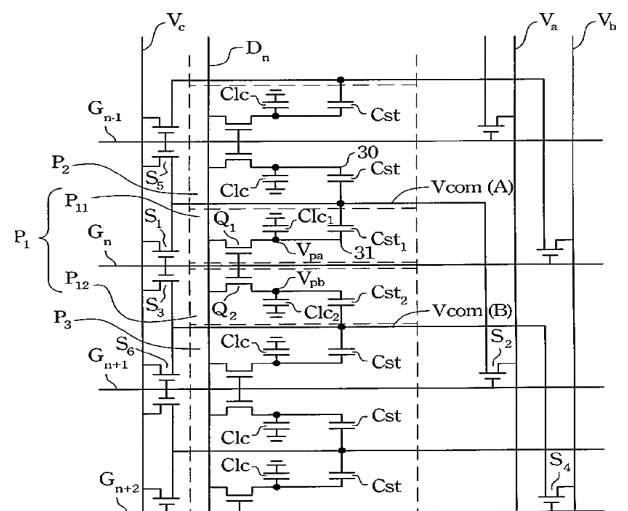 V_c
V_a
V_b
D_n
Clc
Cst
G_n-1
30
P_2
S_5
Clc
Cst
Vcom (A)
P_11
S_1
Q_1
Clc_1
Cst_1
P_1
G_n
V_pa
31
V_pb
P_12
S_3
Q_2
Clc_2
Cst_2
P_3
Vcom (B)
S_6
Clc
Cst
S_2
G_n+1
Clc
Cst
Clc
Cst
G_n+2
S_4